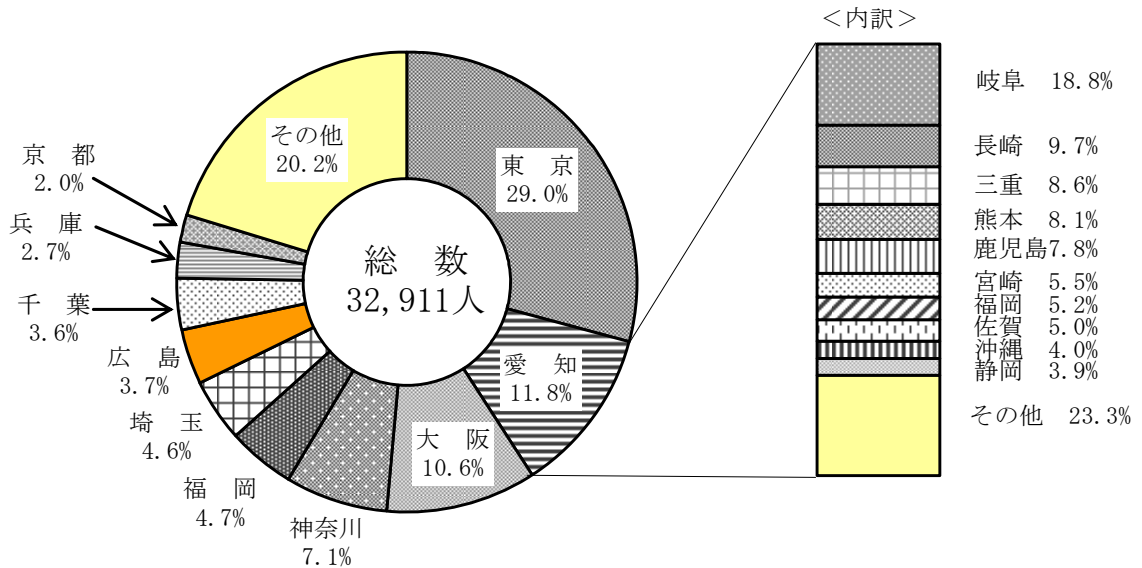 ＜内訳＞
総　数
32,911人
東　京
29.0%
愛　知
11.8%
大　阪
10.6%
神奈川
7.1%
福　岡
4.7%
埼　玉
4.6%
広　島
3.7%
千　葉
3.6%
兵　庫
2.7%
京　都
2.0%
その他
20.2%
岐阜　18.8%
長崎　9.7%
三重　8.6%
熊本　8.1%
鹿児島7.8%
宮崎　5.5%
福岡　5.2%
佐賀　5.0%
沖縄　4.0%
静岡　3.9%
その他　23.3%